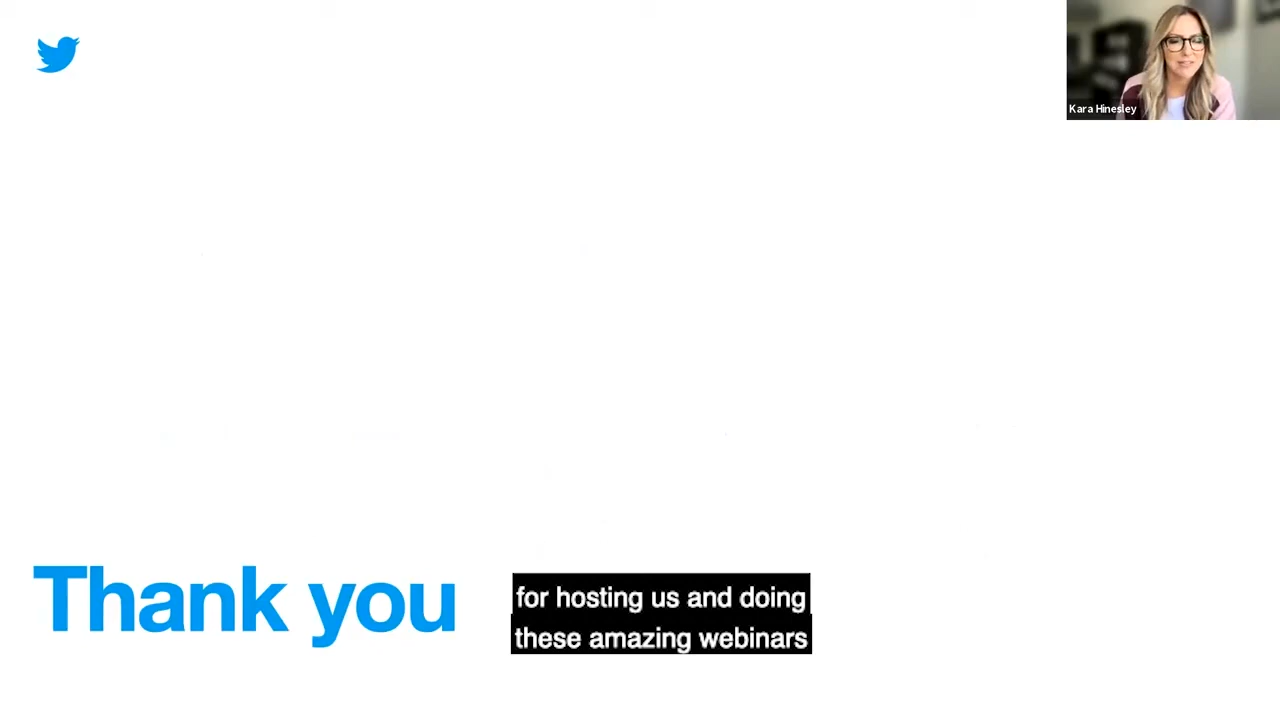 Kara Hinesley
Thank you
for hosting us and doing
these amazing webinars